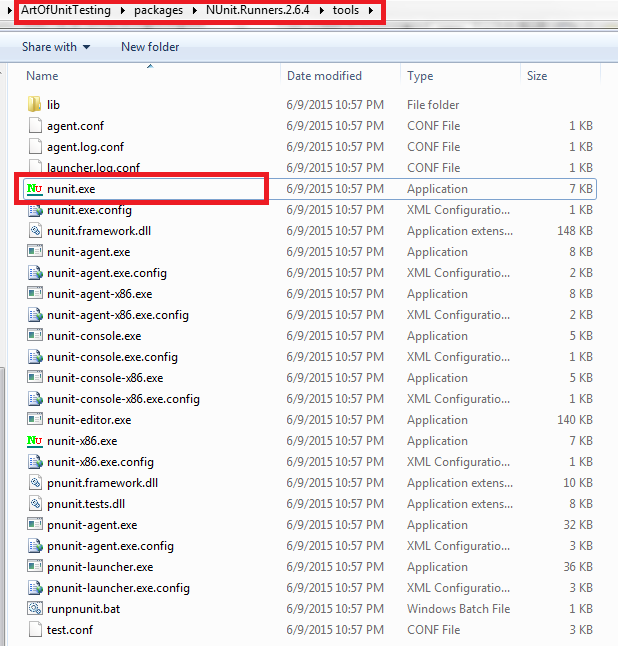 ArtOfUnitTesting packages NUnit.Runners.2.6.4 tools
Share with New folder
Name Date modified Type Size
lib 6/9/2015 10:57 PM File folder
agent.conf 6/9/2015 10:57 PM CONF File 1 KB
agent.log.conf 6/9/2015 10:57 PM CONF File 1 KB
launcher.log.conf 6/9/2015 10:57 PM CONF File 1 KB
Nu nunit.exe 6/9/2015 10:57 PM Application 7 KB
nunit.exe.config 6/9/2015 10:57 PM XML Configuratio... 1 KB
nunit.framework.dll 6/9/2015 10:57 PM Application extens... 148 KB
nunit-agent.exe 6/9/2015 10:57 PM Application 8 KB
nunit-agent.exe.config 6/9/2015 10:57 PM XML Configuratio... 2 KB
nunit-agent-x86.exe 6/9/2015 10:57 PM Application 8 KB
nunit-agent-x86.exe.config 6/9/2015 10:57 PM XML Configuratio... 2 KB
nunit-console.exe 6/9/2015 10:57 PM Application 5 KB
nunit-console.exe.config 6/9/2015 10:57 PM XML Configuratio... 1 KB
nunit-console-x86.exe 6/9/2015 10:57 PM Application 5 KB
nunit-console-x86.exe.config 6/9/2015 10:57 PM XML Configuratio... 1 KB
nunit-editor.exe 6/9/2015 10:57 PM Application 140 KB
Nu nunit-x86.exe 6/9/2015 10:57 PM Application 7 KB
nunit-x86.exe.config 6/9/2015 10:57 PM XML Configuratio... 1 KB
pnunit.framework.dll 6/9/2015 10:57 PM Application extens... 10 KB
pnunit.tests.dll 6/9/2015 10:57 PM Application extens... 8 KB
pnunit-agent.exe 6/9/2015 10:57 PM Application 32 KB
pnunit-agent.exe.config 6/9/2015 10:57 PM XML Configuratio... 3 KB
pnunit-launcher.exe 6/9/2015 10:57 PM Application 36 KB
pnunit-launcher.exe.config 6/9/2015 10:57 PM XML Configuratio... 3 KB
runpnunit.bat 6/9/2015 10:57 PM Windows Batch File 1 KB
test.conf 6/9/2015 10:57 PM CONF File 1 KB